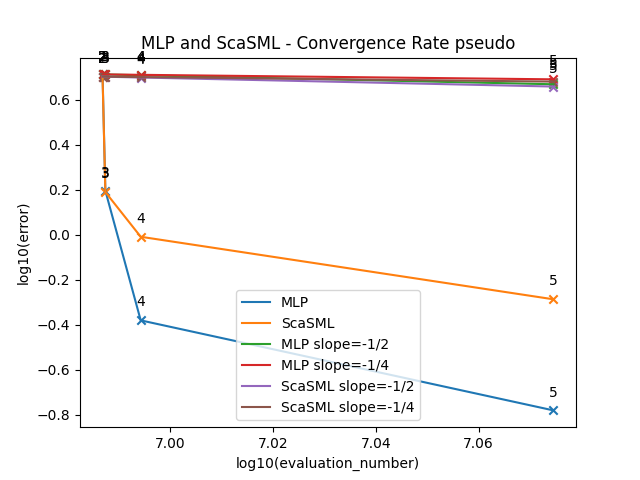 MLP and ScaSML - Convergence Rate pseudo
4
5
0.6
0.4
3
0.2
4
0.0
5
−0.2
4
−0.4
5
−0.6
−0.8
log10(error)
MLP
ScaSML
MLP slope=-1/2
MLP slope=-1/4
ScaSML slope=-1/2
ScaSML slope=-1/4
7.00 7.02 7.04 7.06
log10(evaluation_number)